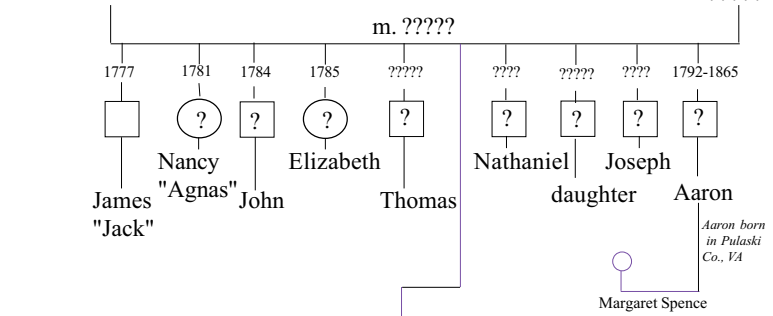 m. ?????
1777
1781
1784
1785
?????
????
?????
????
1792-1865
?
?
?
?
?
?
?
?
James
"Jack"
Nancy
"Agnas"
John
Elizabeth
Thomas
Nathaniel
daughter
Joseph
Aaron
Aaron born
in Pulaski
Co., VA
Margaret Spence